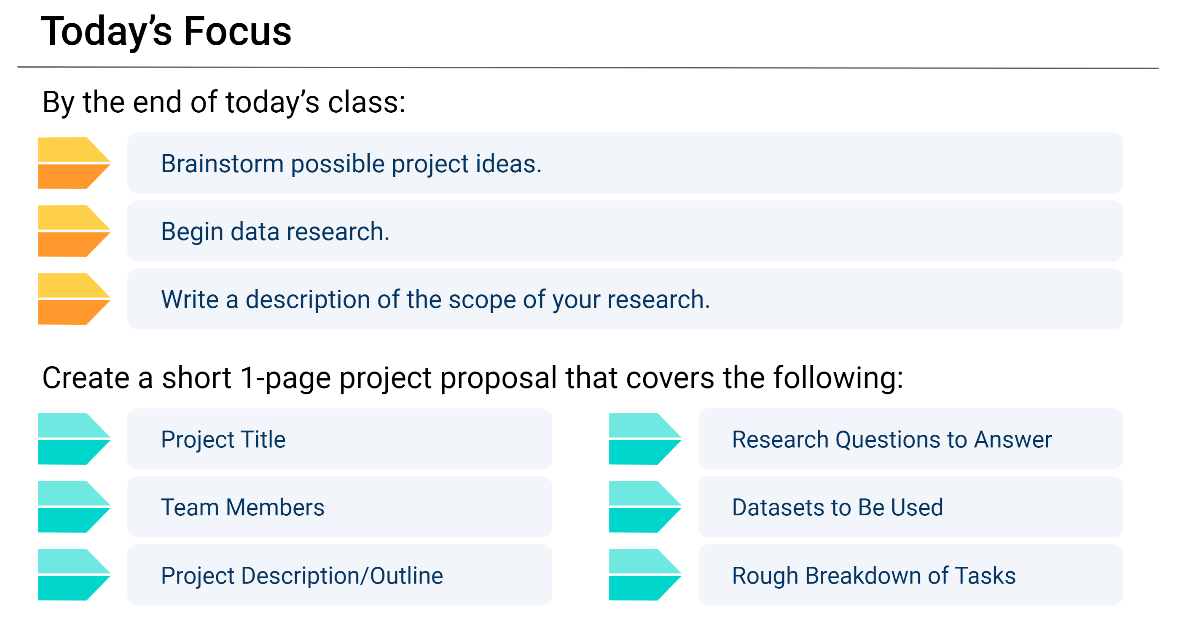 Today’s Focus
By the end of today’s class:
Brainstorm possible project ideas.
Begin data research.
Write a description of the scope of your research.
Create a short 1-page project proposal that covers the following:
Project Title
Team Members
Project Description/Outline
Research Questions to Answer
Datasets to Be Used
Rough Breakdown of Tasks